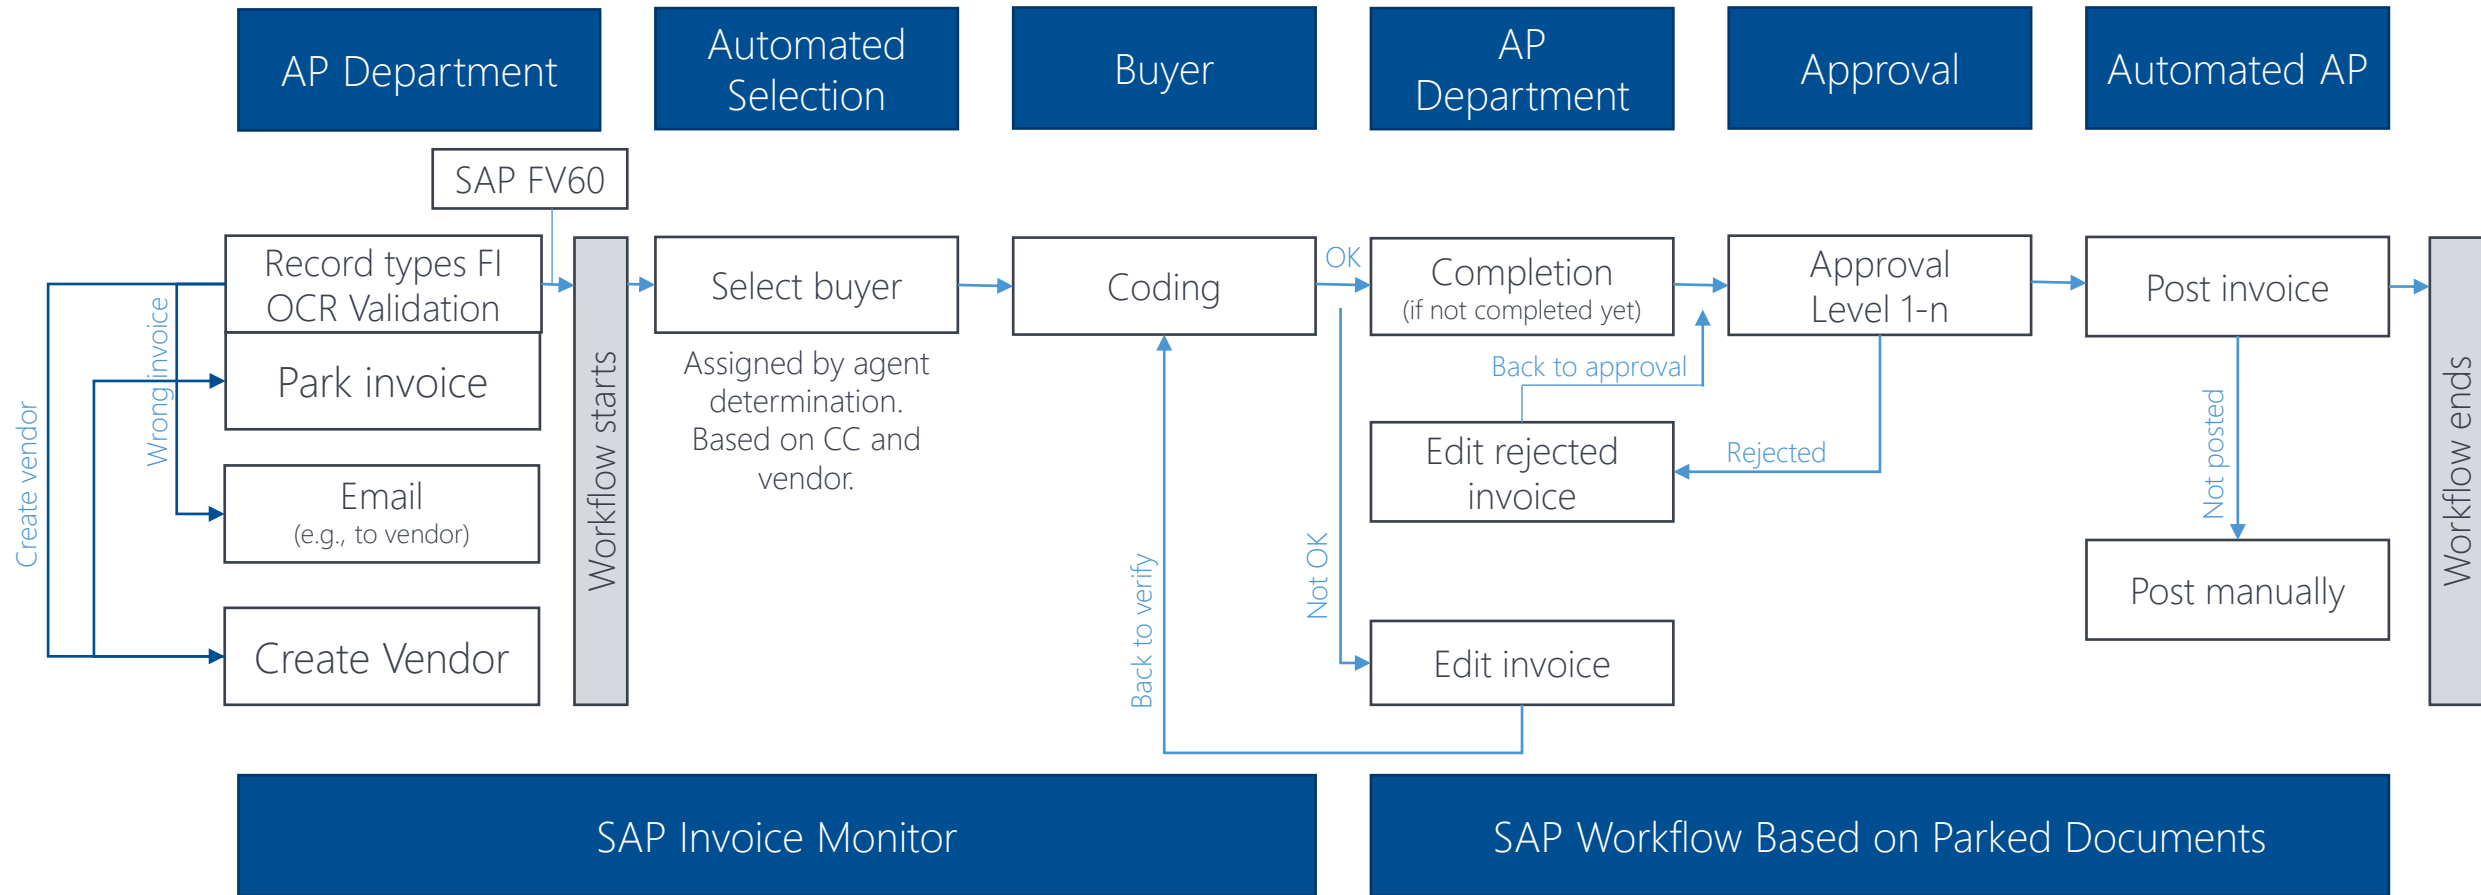 AP Department
Automated
Selection
Buyer
AP
Department
Approval
Automated AP
SAP FV60
Record types FI
OCR Validation
Park invoice
Email
(e.g., to vendor)
Create Vendor
Create vendor
Wrong invoice
Workflow starts
Select buyer
Assigned by agent
determination.
Based on CC and
vendor.
Coding
OK
Not OK
Back to verify
Completion
(if not completed yet)
Back to approval
Edit rejected
invoice
Rejected
Edit invoice
Approval
Level 1-n
Post invoice
Not posted
Post manually
Workflow ends
SAP Invoice Monitor
SAP Workflow Based on Parked Documents